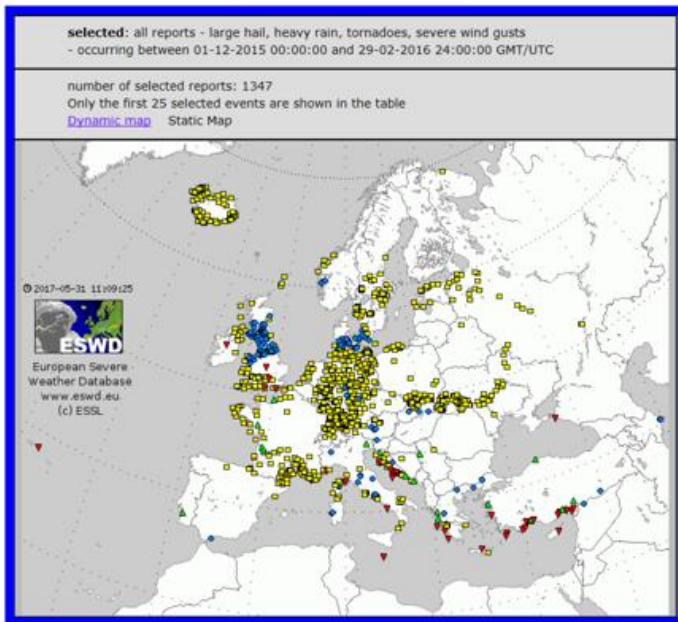 selected: all reports - large hail, heavy rain, tornadoes, severe wind gusts
- occurring between 01-12-2015 00:00:00 and 29-02-2016 24:00:00 GMT/UTC
number of selected reports: 1347
Only the first 25 selected events are shown in the table
Dynamic map Static Map
2017-05-31 11:09:25
ESWD
European Severe
Weather Database
www.eswd.eu
(c) ESSL